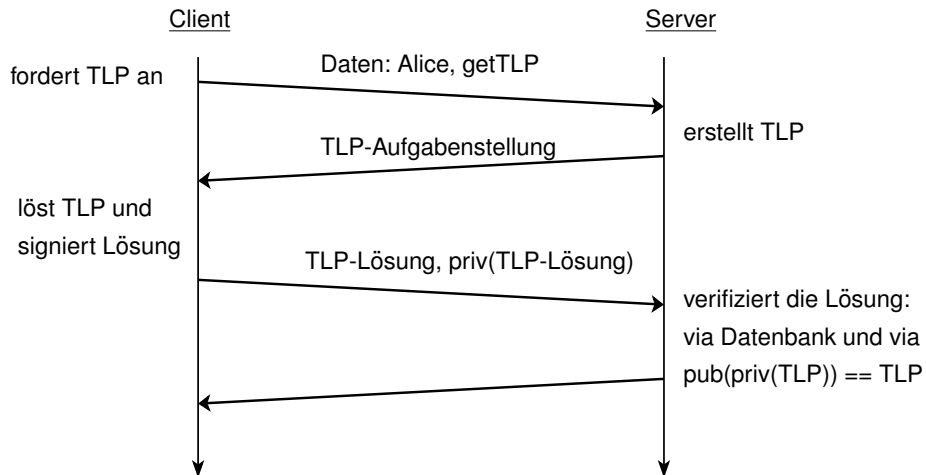 Client
Server
fordert TLP an
Daten: Alice, getTLP
erstellt TLP
TLP-Aufgabenstellung
löst TLP und
signiert Lösung
TLP-Lösung, priv(TLP-Lösung)
verifiziert die Lösung:
via Datenbank und via
pub(priv(TLP)) == TLP